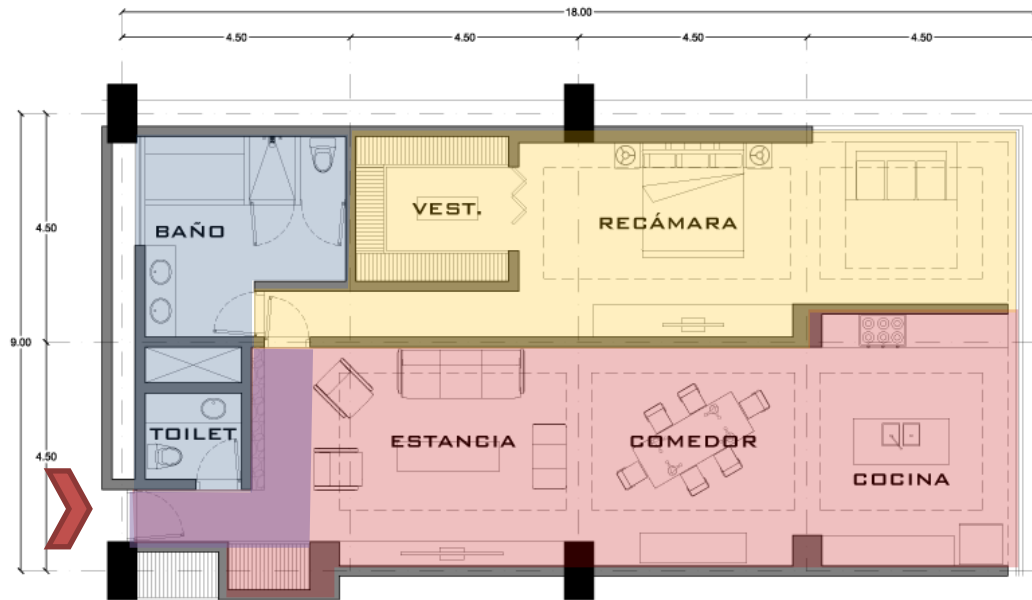 18.00
4.50 4.50 4.50 4.50
4.50
9.00
4.50
BAÑO
VEST.
RECÁMARA
TOILET
ESTANCIA
COMEDOR
COCINA